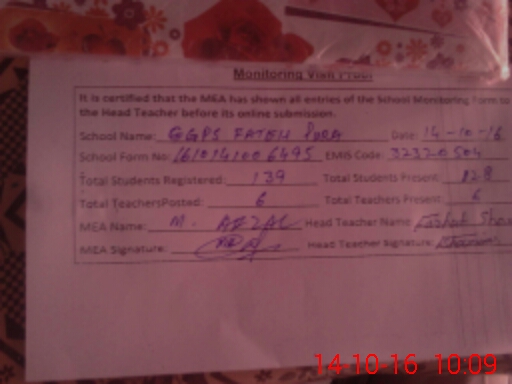 Monitoring Visit Proof
It is certified that the MEA has shown all entries of the School Monitoring Form to
the Head Teacher before its online submission.
School Name: GGPS FATEH PURA Date: 14-10-16
School Form No: 1610141006495 EMIS Code: 32320504
Total Students Registered: 139 Total Students Present: 128
Total TeachersPosted: 6 Total Teachers Present: 6
MEA Name: M. AFZAL Head Teacher Name:
MEA Signature: Head Teacher Signature:
14-10-16 10:09